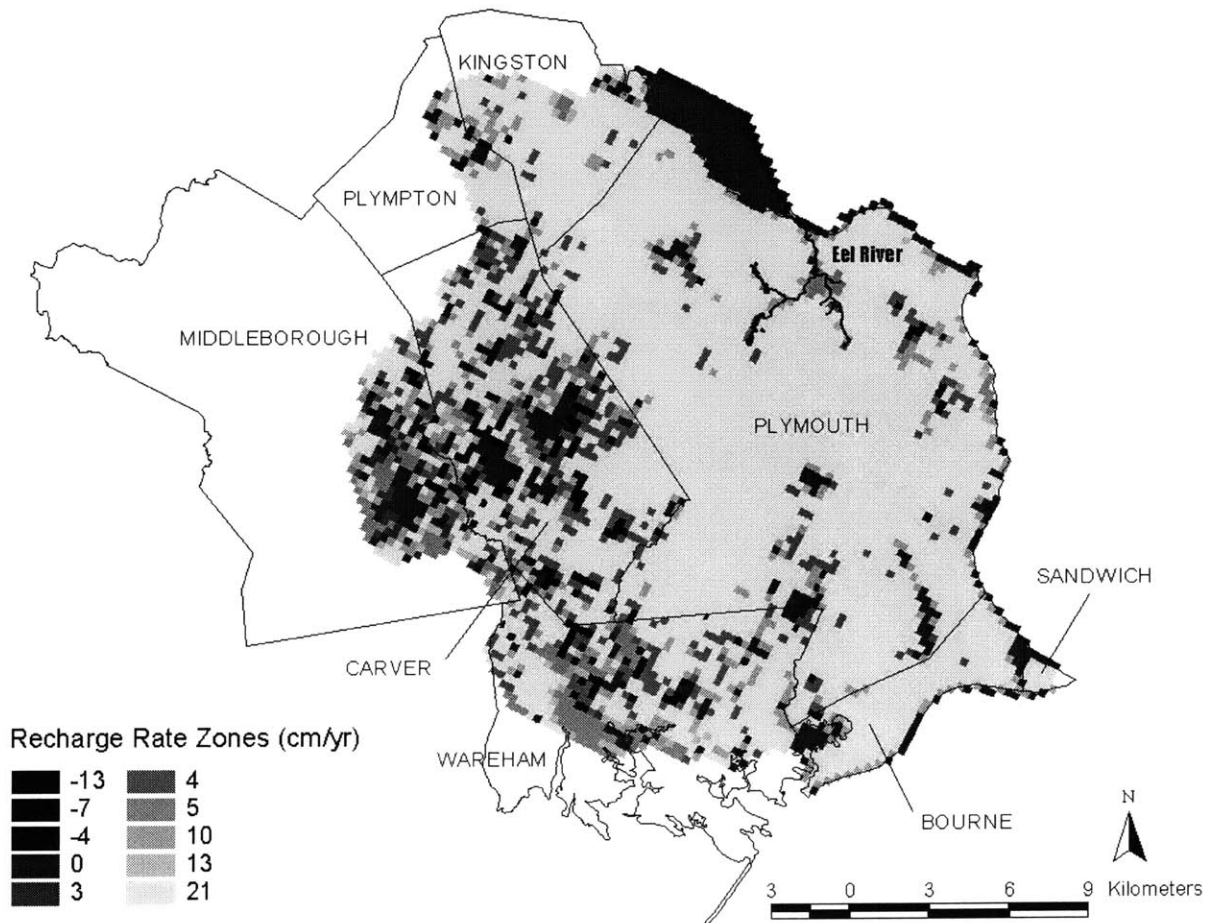 KINGSTON
PLYMPTON
Eel River
MIDDLEBOROUGH
PLYMOUTH
SANDWICH
CARVER
WAREHAM
BOURNE
Recharge Rate Zones (cm/yr)
-13 4
-7 5
-4 10
0 13
3 21
N
3 0 3 6 9 Kilometers